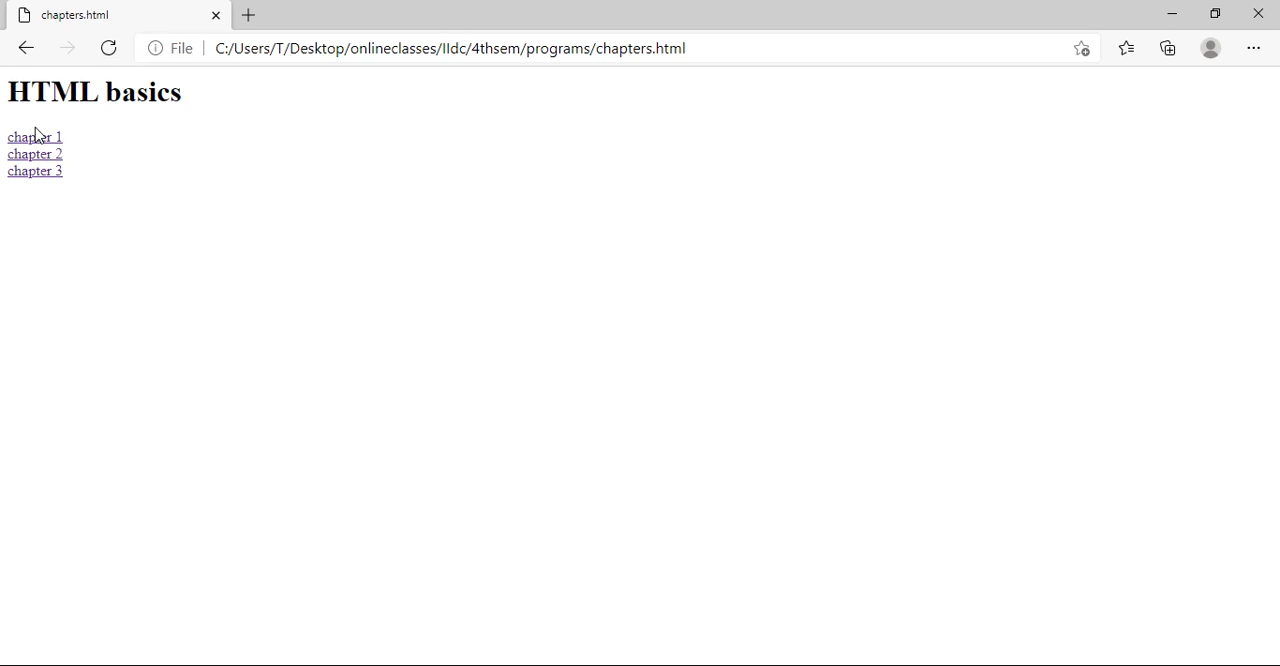 chapters.html
File C:/Users/T/Desktop/onlineclasses/IIdc/4thsem/programs/chapters.html
HTML basics
chapter 1
chapter 2
chapter 3